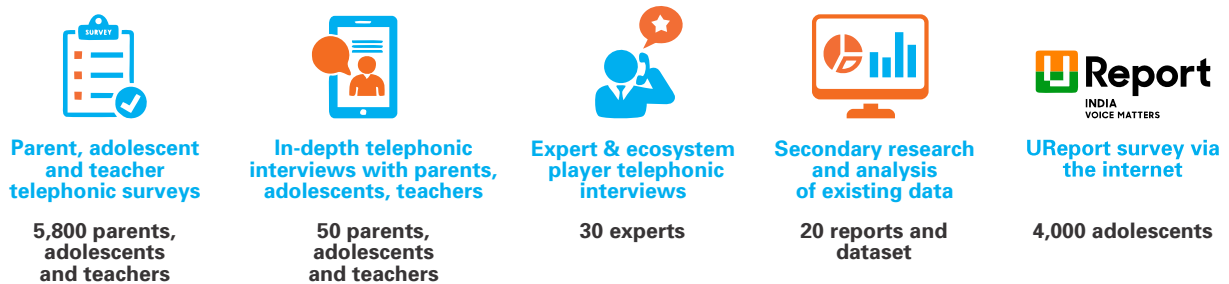 SURVEY
Parent, adolescent
and teacher
telephonic surveys
5,800 parents,
adolescents
and teachers
In-depth telephonic
interviews with parents,
adolescents, teachers
50 parents,
adolescents
and teachers
Expert & ecosystem
player telephonic
interviews
30 experts
Secondary research
and analysis
of existing data
20 reports and
dataset
U Report
INDIA
VOICE MATTERS
UReport survey via
the internet
4,000 adolescents